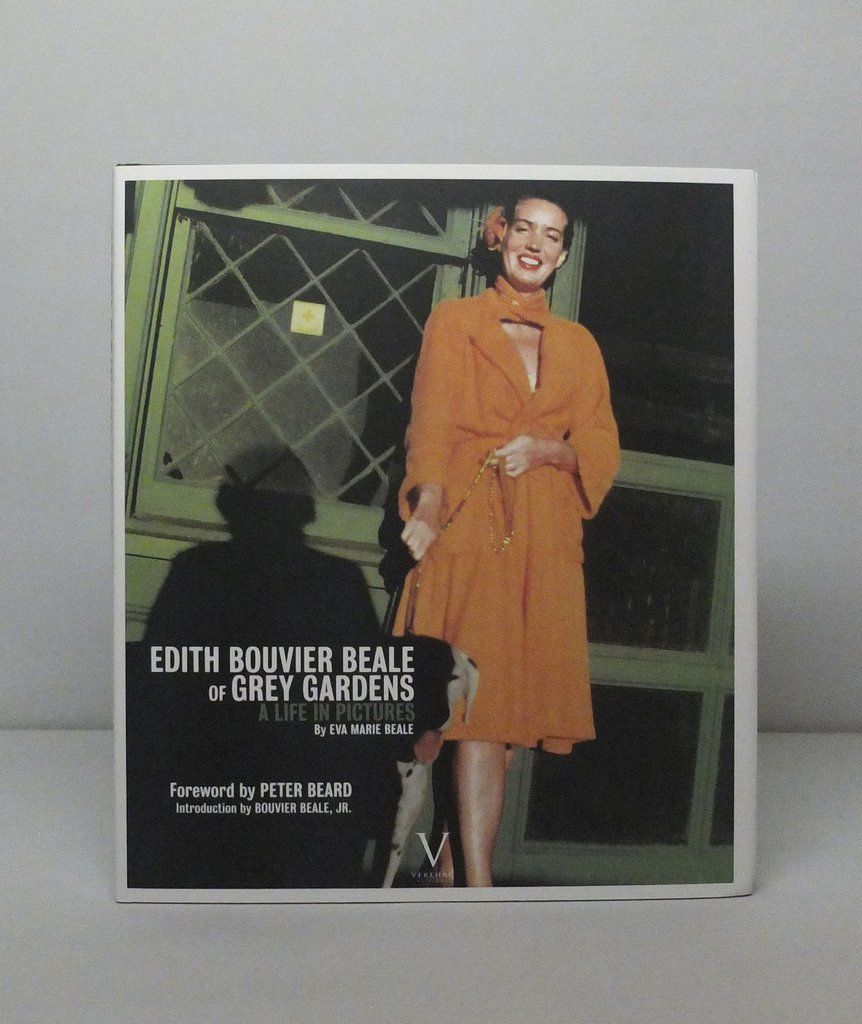 EDITH BOUVIER BEALE
OF GREY GARDENS
A LIFE IN PICTURES
By EVA MARIE BEALE
Foreword by PETER BEARD
Introduction by BOUVIER BEALE, JR.
V